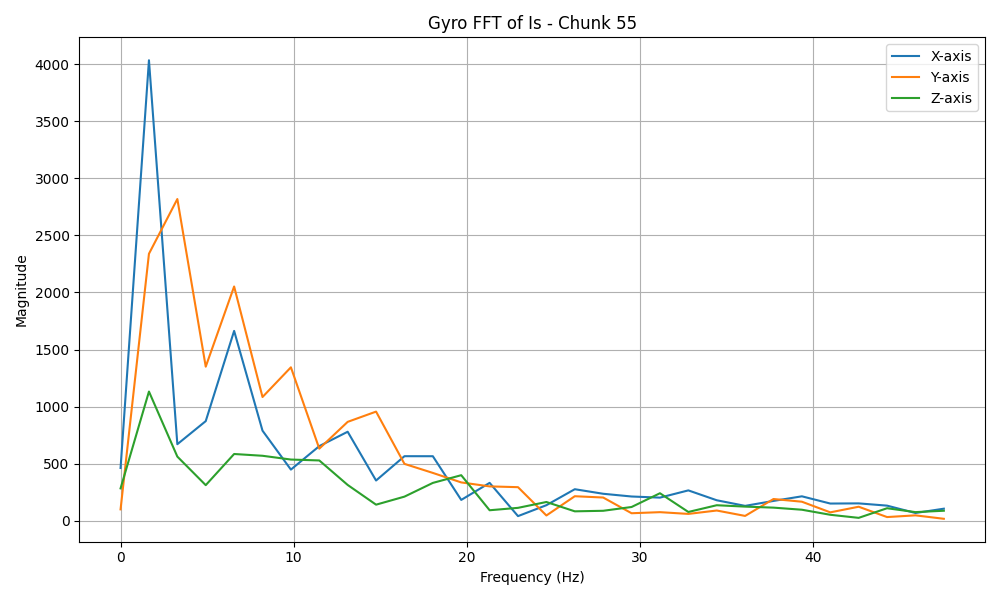 Gyro FFT of Is - Chunk 55
X-axis
Y-axis
Z-axis
Magnitude
4000
3500
3000
2500
2000
1500
1000
500
0
0 10 20 30 40
Frequency (Hz)